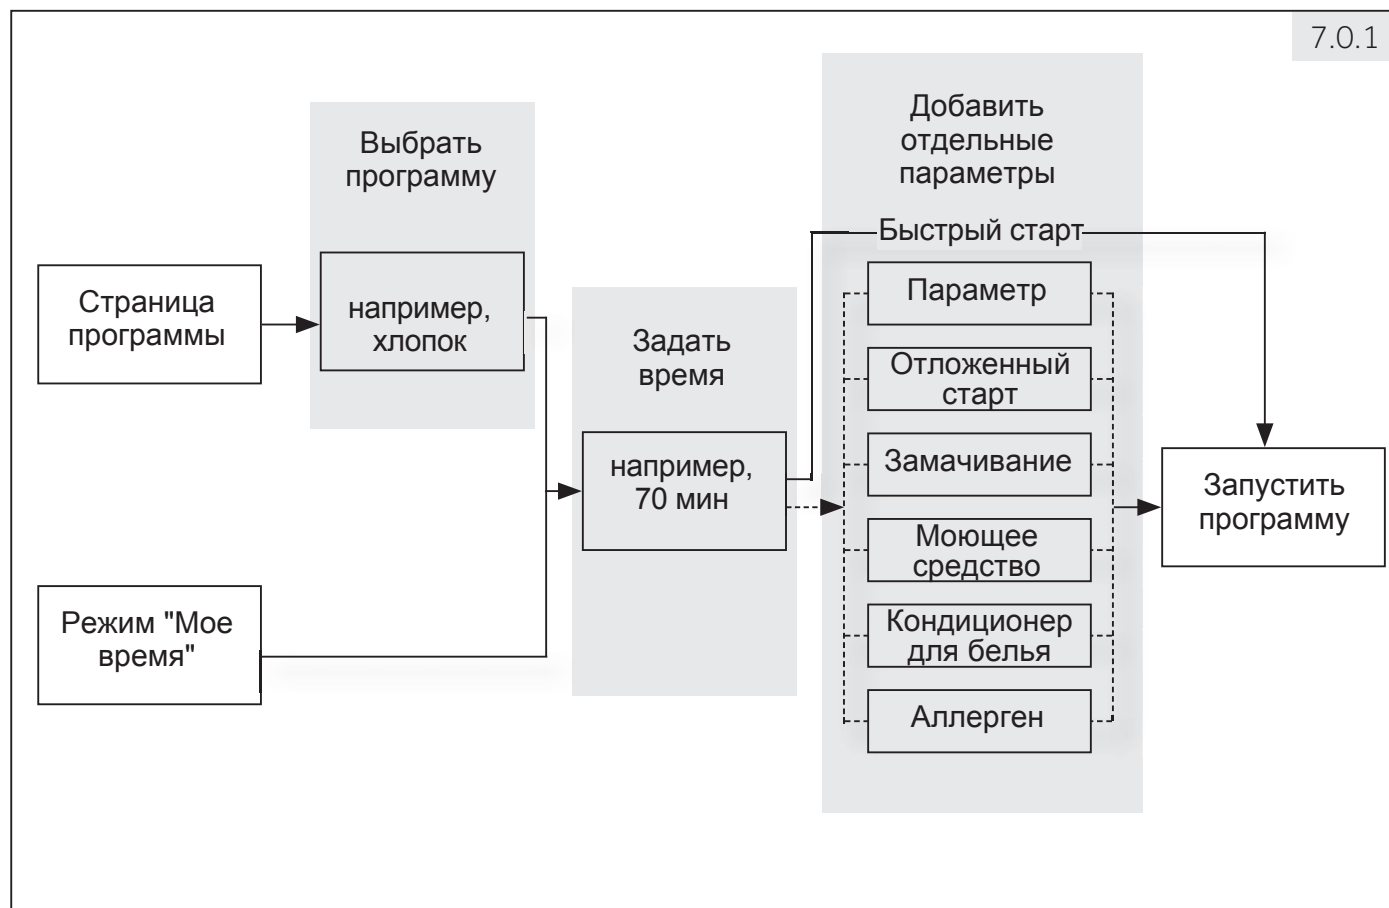 7.0.1
Выбрать
программу
Добавить
отдельные
параметры
Быстрый старт
Страница
программы
например,
хлопок
Задать
время
например,
70 мин
Параметр
Отложенный
старт
Замачивание
Моющее
средство
Кондиционер
для белья
Аллерген
Запустить
программу
Режим "Мое
время"